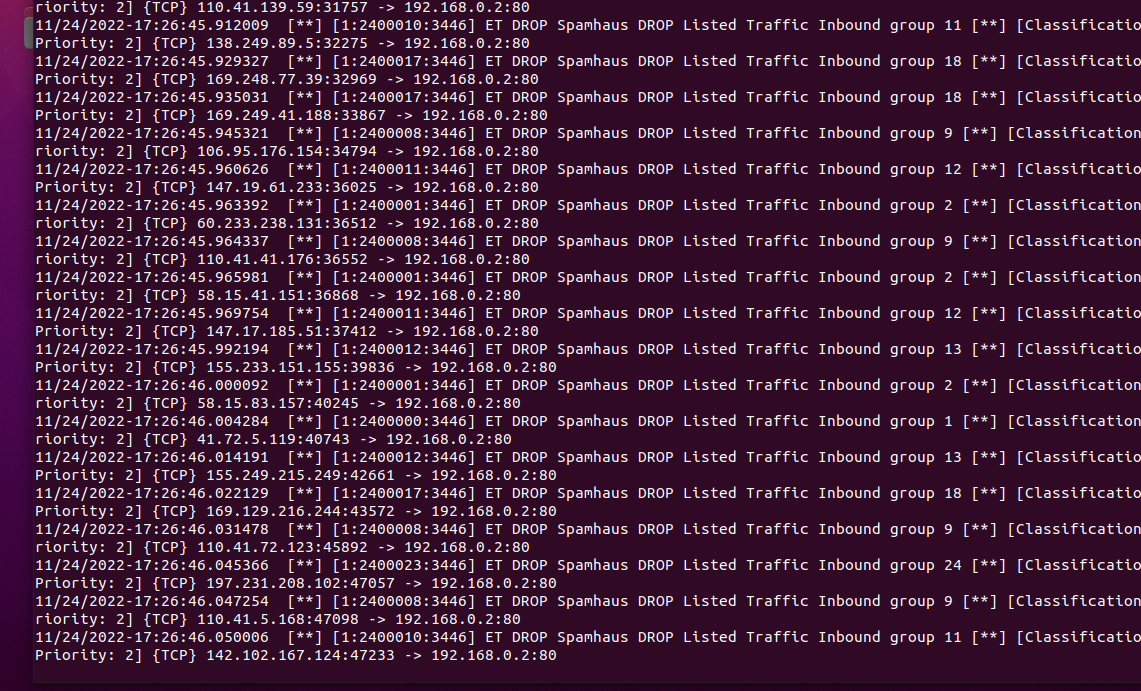 riority: 2] {TCP} 110.41.139.59:31757 -> 192.168.0.2:80
11/24/2022-17:26:45.912009  [**] [1:2400010:3446] ET DROP Spamhaus DROP Listed Traffic Inbound group 11 [**] [Classificatio
Priority: 2] {TCP} 138.249.89.5:32275 -> 192.168.0.2:80
11/24/2022-17:26:45.929327  [**] [1:2400017:3446] ET DROP Spamhaus DROP Listed Traffic Inbound group 18 [**] [Classificatio
Priority: 2] {TCP} 169.248.77.39:32969 -> 192.168.0.2:80
11/24/2022-17:26:45.935031  [**] [1:2400017:3446] ET DROP Spamhaus DROP Listed Traffic Inbound group 18 [**] [Classificatio
Priority: 2] {TCP} 169.249.41.188:33867 -> 192.168.0.2:80
11/24/2022-17:26:45.945321  [**] [1:2400008:3446] ET DROP Spamhaus DROP Listed Traffic Inbound group 9 [**] [Classification
riority: 2] {TCP} 106.95.176.154:34794 -> 192.168.0.2:80
11/24/2022-17:26:45.960626  [**] [1:2400011:3446] ET DROP Spamhaus DROP Listed Traffic Inbound group 12 [**] [Classificatio
Priority: 2] {TCP} 147.19.61.233:36025 -> 192.168.0.2:80
11/24/2022-17:26:45.963392  [**] [1:2400001:3446] ET DROP Spamhaus DROP Listed Traffic Inbound group 2 [**] [Classification
riority: 2] {TCP} 60.233.238.131:36512 -> 192.168.0.2:80
11/24/2022-17:26:45.964337  [**] [1:2400008:3446] ET DROP Spamhaus DROP Listed Traffic Inbound group 9 [**] [Classification
riority: 2] {TCP} 110.41.41.176:36552 -> 192.168.0.2:80
11/24/2022-17:26:45.965981  [**] [1:2400001:3446] ET DROP Spamhaus DROP Listed Traffic Inbound group 2 [**] [Classification
riority: 2] {TCP} 58.15.41.151:36868 -> 192.168.0.2:80
11/24/2022-17:26:45.969754  [**] [1:2400011:3446] ET DROP Spamhaus DROP Listed Traffic Inbound group 12 [**] [Classificatio
Priority: 2] {TCP} 147.17.185.51:37412 -> 192.168.0.2:80
11/24/2022-17:26:45.992194  [**] [1:2400012:3446] ET DROP Spamhaus DROP Listed Traffic Inbound group 13 [**] [Classificatio
Priority: 2] {TCP} 155.233.151.155:39836 -> 192.168.0.2:80
11/24/2022-17:26:46.000092  [**] [1:2400001:3446] ET DROP Spamhaus DROP Listed Traffic Inbound group 2 [**] [Classification
riority: 2] {TCP} 58.15.83.157:40245 -> 192.168.0.2:80
11/24/2022-17:26:46.004284  [**] [1:2400000:3446] ET DROP Spamhaus DROP Listed Traffic Inbound group 1 [**] [Classification
riority: 2] {TCP} 41.72.5.119:40743 -> 192.168.0.2:80
11/24/2022-17:26:46.014191  [**] [1:2400012:3446] ET DROP Spamhaus DROP Listed Traffic Inbound group 13 [**] [Classificatio
Priority: 2] {TCP} 155.249.215.249:42661 -> 192.168.0.2:80
11/24/2022-17:26:46.022129  [**] [1:2400017:3446] ET DROP Spamhaus DROP Listed Traffic Inbound group 18 [**] [Classificatio
Priority: 2] {TCP} 169.129.216.244:43572 -> 192.168.0.2:80
11/24/2022-17:26:46.031478  [**] [1:2400008:3446] ET DROP Spamhaus DROP Listed Traffic Inbound group 9 [**] [Classification
riority: 2] {TCP} 110.41.72.123:45892 -> 192.168.0.2:80
11/24/2022-17:26:46.045366  [**] [1:2400023:3446] ET DROP Spamhaus DROP Listed Traffic Inbound group 24 [**] [Classificatio
Priority: 2] {TCP} 197.231.208.102:47057 -> 192.168.0.2:80
11/24/2022-17:26:46.047254  [**] [1:2400008:3446] ET DROP Spamhaus DROP Listed Traffic Inbound group 9 [**] [Classification
riority: 2] {TCP} 110.41.5.168:47098 -> 192.168.0.2:80
11/24/2022-17:26:46.050006  [**] [1:2400010:3446] ET DROP Spamhaus DROP Listed Traffic Inbound group 11 [**] [Classificatio
Priority: 2] {TCP} 142.102.167.124:47233 -> 192.168.0.2:80